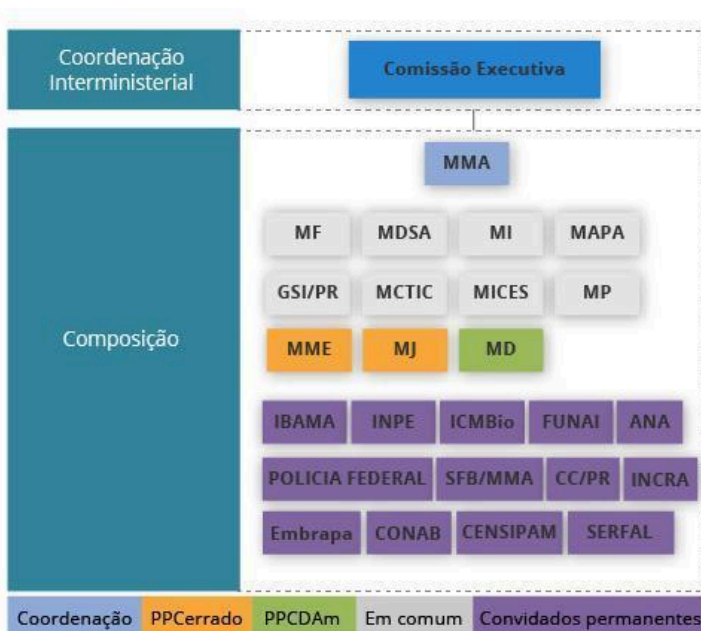 Coordenação
Interministerial
Comissão Executiva
Composição
MMA
MF MDSA MI MAPA
GSI/PR MCTIC MICES MP
MME MJ MD
IBAMA INPE ICMBio FUNAI ANA
POLICIA FEDERAL SFB/MMA CC/PR INCRA
Embrapa CONAB CENSIPAM SERFAL
Coordenação PPCerrado PPCDAm Em comum Convidados permanentes